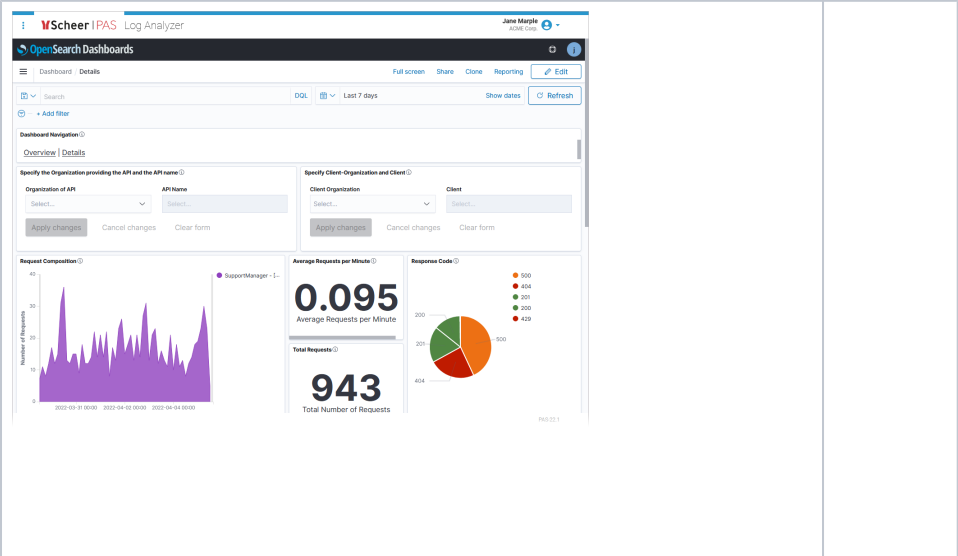 Scheer PAS Log Analyzer
Jane Marple
ACME Corp.
OpenSearch Dashboards
j
Dashboard / Details
Full screen Share Clone Reporting Edit
Search
DQL
Last 7 days
Show dates
Refresh
+ Add filter
Dashboard Navigation
Overview | Details
Specify the Organization providing the API and the API name
Organization of API
API Name
Select...
Select...
Apply changes
Cancel changes
Clear form
Specify Client-Organization and Client
Client Organization
Client
Select...
Select...
Apply changes
Cancel changes
Clear form
Request Composition
40
30
20
10
0
Number of Requests
2022-03-31 00:00
2022-04-02 00:00
2022-04-04 00:00
SupportManager -
Average Requests per Minute
0.095
Average Requests per Minute
Total Requests
943
Total Number of Requests
Response Code
500
404
201
200
429
200
201
404
500
PAS 22.1